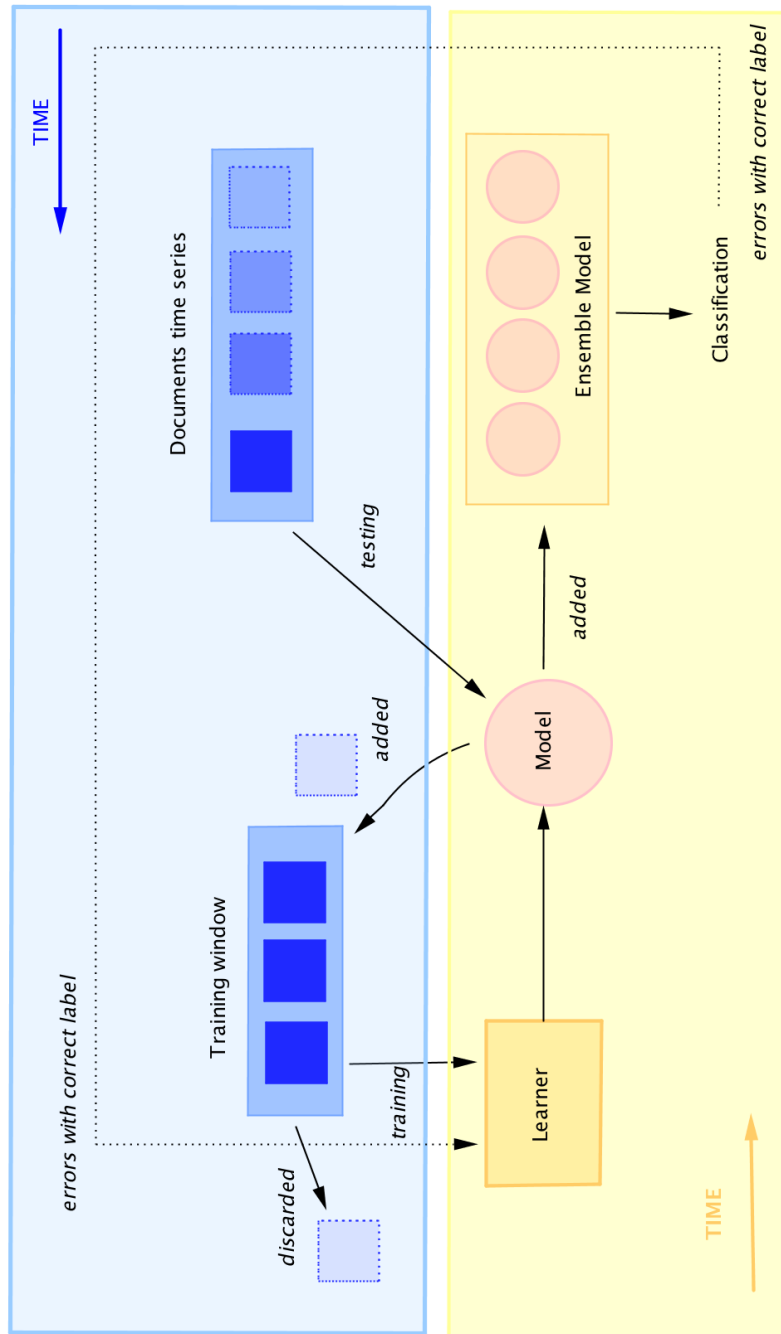 TIME
Documents time series
testing
added
errors with correct label
Training window
training
discarded
errors with correct label
Ensemble Model
Classification
added
Model
Learner
TIME